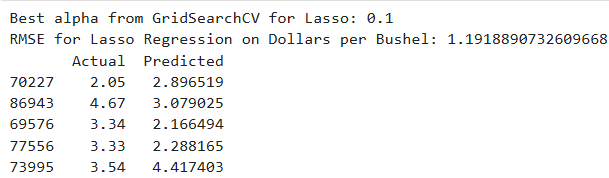 Best alpha from GridSearchCV for Lasso: 0.1
RMSE for Lasso Regression on Dollars per Bushel: 1.1918890732609668
Actual Predicted
70227 2.05 2.896519
86943 4.67 3.079025
69576 3.34 2.166494
77556 3.33 2.288165
73995 3.54 4.417403